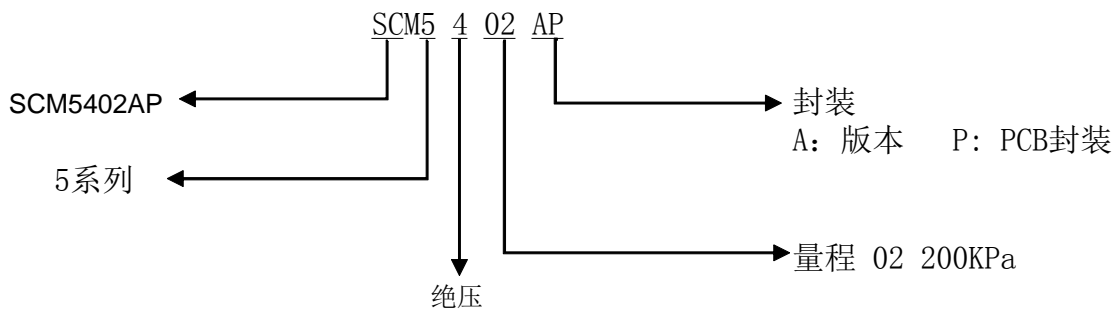 SCM5 4 02 AP
SCM5402AP
封装
A: 版本 P: PCB封装
5系列
量程 02 200KPa
绝压